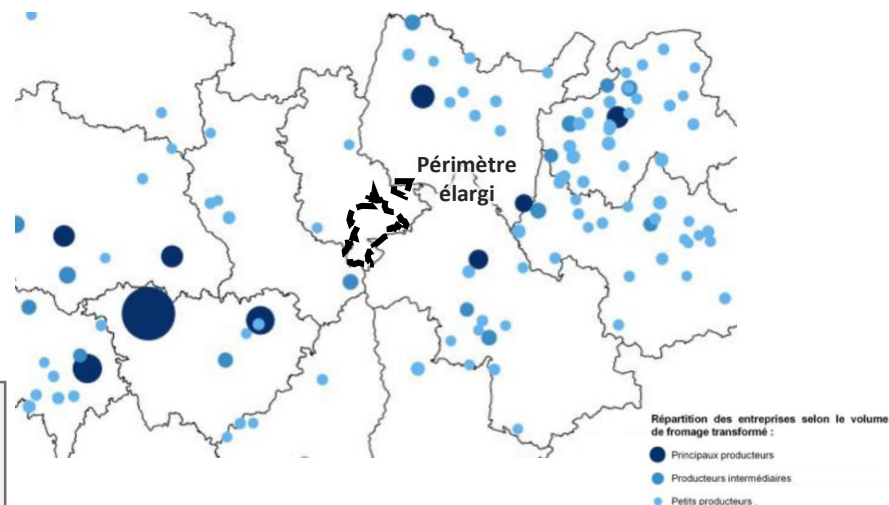 Périmètre
élargi
Répartition des entreprises selon le volume
de fromage transformé :
Principaux producteurs
Producteurs intermédiaires
Petits producteurs .